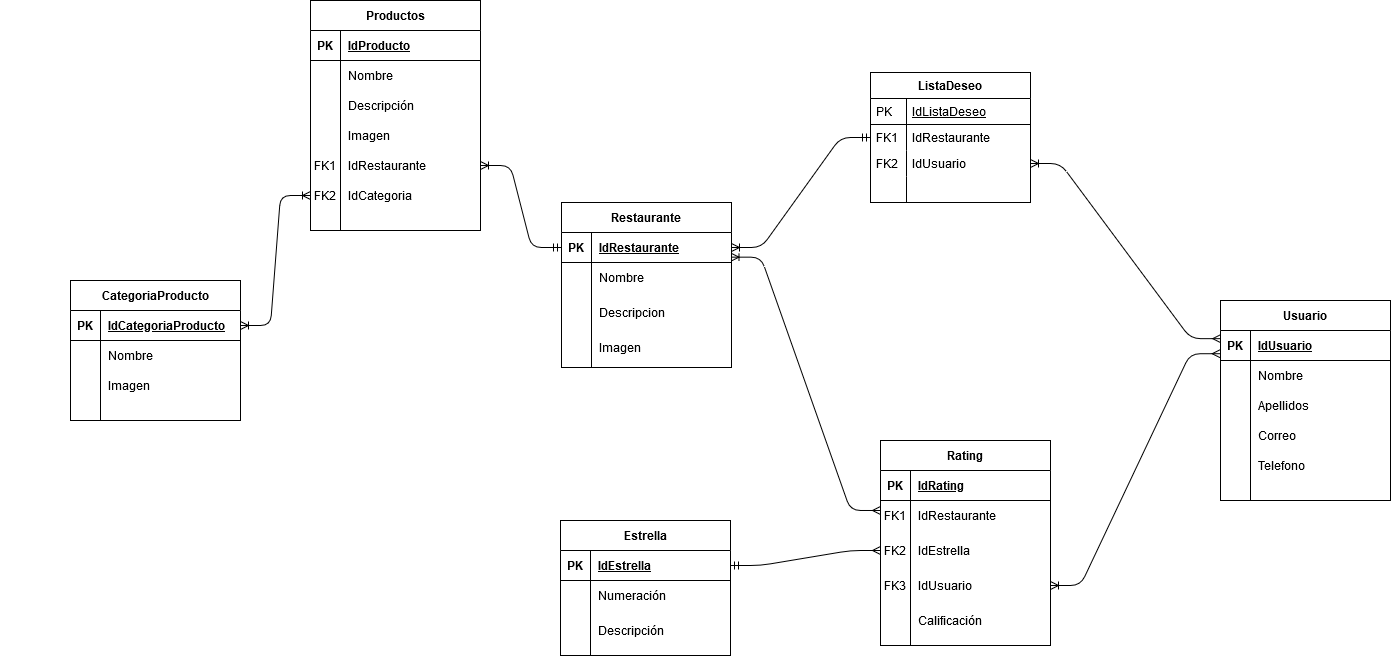 Productos
PK IdProducto
Nombre
Descripción
Imagen
FK1 IdRestaurante
FK2 IdCategoria
ListaDeseo
PK IdListaDeseo
FK1 IdRestaurante
FK2 IdUsuario
Restaurante
PK IdRestaurante
Nombre
Descripcion
Imagen
CategoriaProducto
PK IdCategoriaProducto
Nombre
Imagen
Usuario
PK IdUsuario
Nombre
Apellidos
Correo
Telefono
Rating
PK IdRating
FK1 IdRestaurante
FK2 IdEstrella
FK3 IdUsuario
Calificación
Estrella
PK IdEstrella
Numeración
Descripción